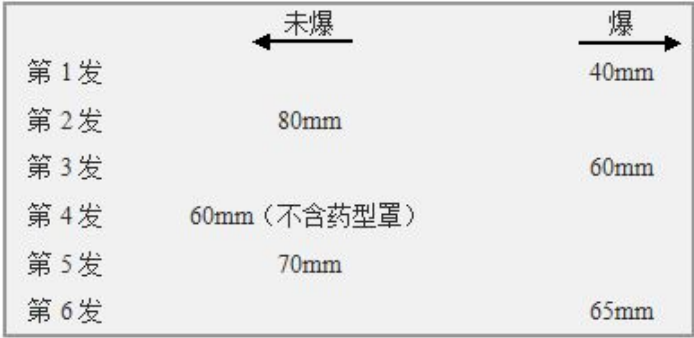 未爆 爆
第 1 发 40mm
第 2 发 80mm
第 3 发 60mm
第 4 发 60mm（不含药型罩）
第 5 发 70mm
第 6 发 65mm